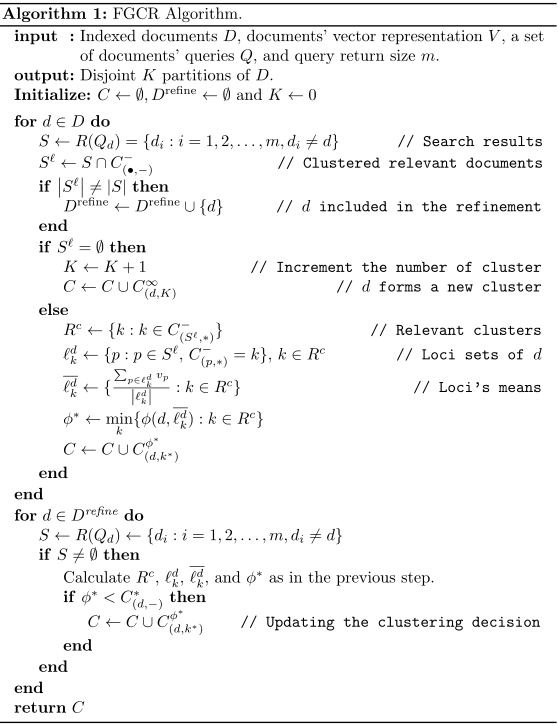 Algorithm 1: FGCR Algorithm.
input : Indexed documents D, documents' vector representation V, a set
of documents' queries Q, and query return size m.
output: Disjoint K partitions of D.
Initialize: C ← ∅, D^refine ← ∅ and K ← 0
for d ∈ D do
S ← R(Q_d) = {d_i : i = 1, 2, . . . , m, d_i ≠ d} // Search results
S^ℓ ← S ∩ C^−_(•,−) // Clustered relevant documents
if |S^ℓ| ≠ |S| then
D^refine ← D^refine ∪ {d} // d included in the refinement
end
if S^ℓ = ∅ then
K ← K + 1 // Increment the number of cluster
C ← C ∪ C^∞_(d,K) // d forms a new cluster
else
R^c ← {k : k ∈ C^−_(S^ℓ,*)} // Relevant clusters
ℓ^d_k ← {p : p ∈ S^ℓ, C^−_(p,*) = k}, k ∈ R^c // Loci sets of d
\overline{ℓ^d_k} ← {\frac{∑_{p∈ℓ^d_k} v_p}{|ℓ^d_k|} : k ∈ R^c} // Loci's means
ϕ* ← min_k{ϕ(d, \overline{ℓ^d_k}) : k ∈ R^c}
C ← C ∪ C^ϕ*_(d,k*)
end
end
for d ∈ D^refine do
S ← R(Q_d) ← {d_i : i = 1, 2, . . . , m, d_i ≠ d}
if S ≠ ∅ then
Calculate R^c, ℓ^d_k, \overline{ℓ^d_k}, and ϕ* as in the previous step.
if ϕ* < C^*_(d,−) then
C ← C ∪ C^ϕ*_(d,k*) // Updating the clustering decision
end
end
end
return C